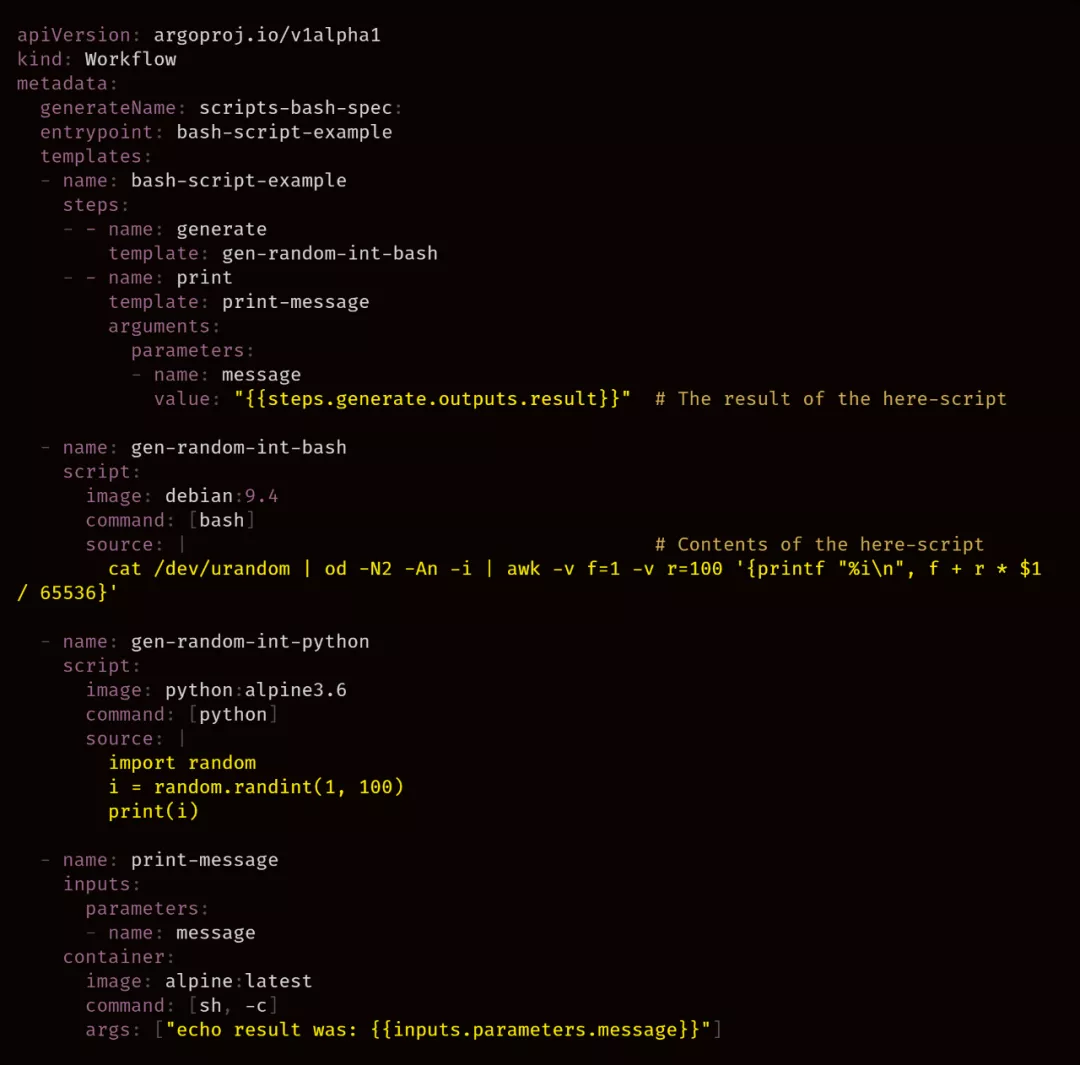 apiVersion: argoproj.io/v1alpha1
kind: Workflow
metadata:
  generateName: scripts-bash-spec:
  entrypoint: bash-script-example
  templates:
  - name: bash-script-example
    steps:
    - - name: generate
        template: gen-random-int-bash
    - - name: print
        template: print-message
        arguments:
          parameters:
          - name: message
            value: "{{steps.generate.outputs.result}}"  # The result of the here-script

  - name: gen-random-int-bash
    script:
      image: debian:9.4
      command: [bash]
      source: |                                         # Contents of the here-script
        cat /dev/urandom | od -N2 -An -i | awk -v f=1 -v r=100 '{printf "%i\n", f + r * $1
/ 65536}'

  - name: gen-random-int-python
    script:
      image: python:alpine3.6
      command: [python]
      source: |
        import random
        i = random.randint(1, 100)
        print(i)

  - name: print-message
    inputs:
      parameters:
      - name: message
    container:
      image: alpine:latest
      command: [sh, -c]
      args: ["echo result was: {{inputs.parameters.message}}"]